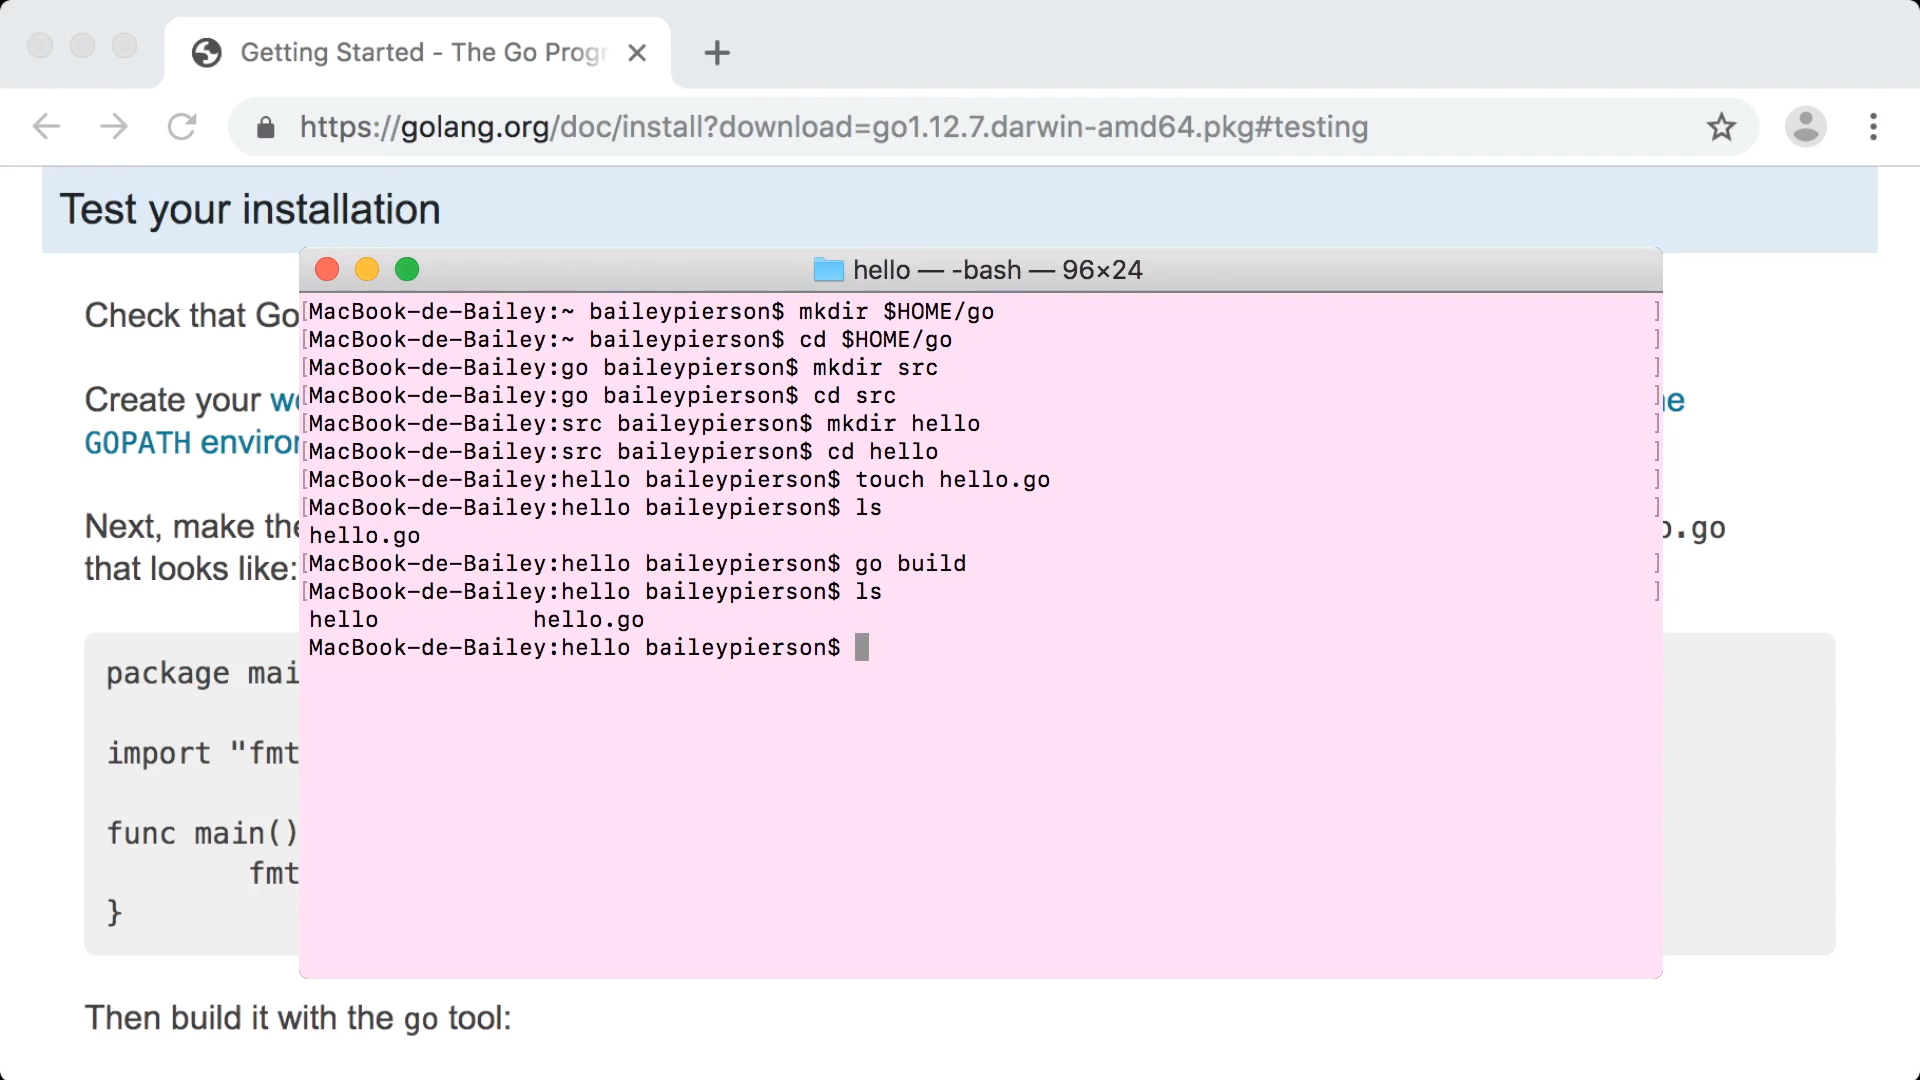 Getting Started - The Go Progr
https://golang.org/doc/install?download=go1.12.7.darwin-amd64.pkg#testing
Test your installation
hello — -bash — 96×24
Check that Go
Create your
GOPATH
Next, make
that looks like:
.go
package
import "fmt
func main()
fmt
}
MacBook-de-Bailey:~ baileypierson$ mkdir $HOME/go
MacBook-de-Bailey:~ baileypierson$ cd $HOME/go
MacBook-de-Bailey:go baileypierson$ mkdir src
MacBook-de-Bailey:go baileypierson$ cd src
MacBook-de-Bailey:src baileypierson$ mkdir hello
MacBook-de-Bailey:src baileypierson$ cd hello
MacBook-de-Bailey:hello baileypierson$ touch hello.go
MacBook-de-Bailey:hello baileypierson$ ls
hello.go
MacBook-de-Bailey:hello baileypierson$ go build
MacBook-de-Bailey:hello baileypierson$ ls
hello hello.go
MacBook-de-Bailey:hello baileypierson$
Then build it with the go tool: